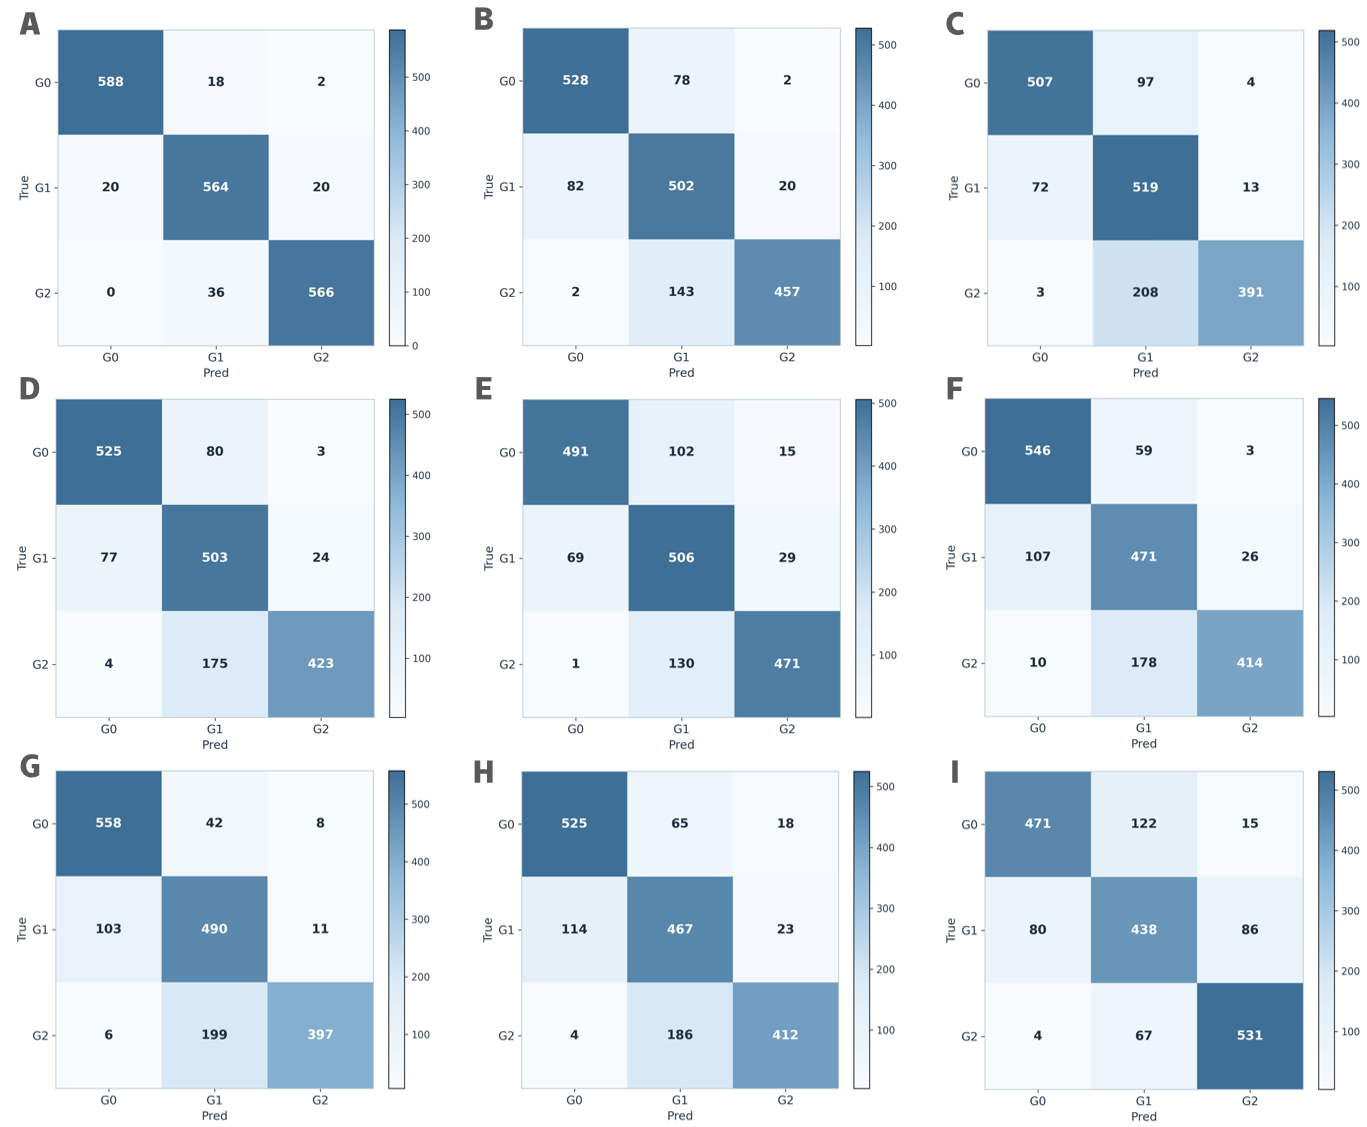 A
True
G0
588 18 2
G1
20 564 20
G2
0 36 566
G0 G1 G2
Pred
500
400
300
200
100
0
B
True
G0
528 78 2
G1
82 502 20
G2
2 143 457
G0 G1 G2
Pred
500
400
300
200
100
C
True
G0
507 97 4
G1
72 519 13
G2
3 208 391
G0 G1 G2
Pred
500
400
300
200
100
D
True
G0
525 80 3
G1
77 503 24
G2
4 175 423
G0 G1 G2
Pred
500
400
300
200
100
E
True
G0
491 102 15
G1
69 506 29
G2
1 130 471
G0 G1 G2
Pred
500
400
300
200
100
F
True
G0
546 59 3
G1
107 471 26
G2
10 178 414
G0 G1 G2
Pred
500
400
300
200
100
G
True
G0
558 42 8
G1
103 490 11
G2
6 199 397
G0 G1 G2
Pred
500
400
300
200
100
H
True
G0
525 65 18
G1
114 467 23
G2
4 186 412
G0 G1 G2
Pred
500
400
300
200
100
I
True
G0
471 122 15
G1
80 438 86
G2
4 67 531
G0 G1 G2
Pred
500
400
300
200
100